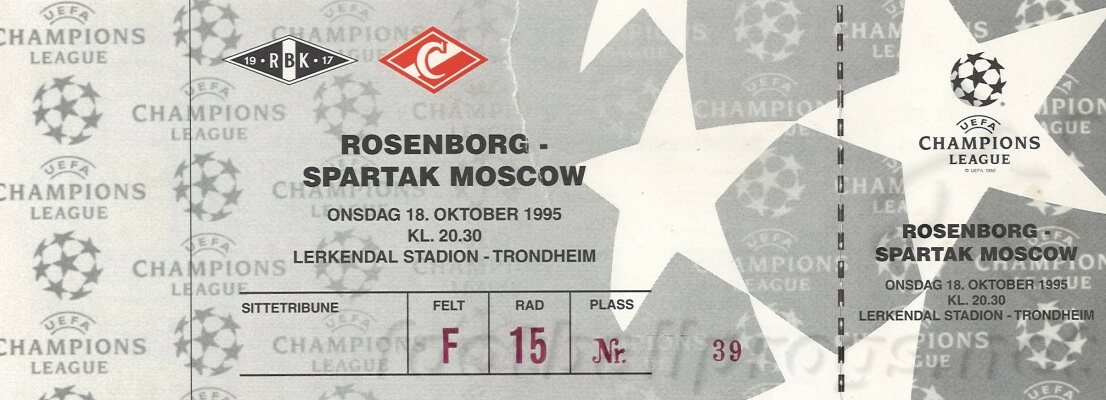 19 RBK 17
C
ROSENBORG -
SPARTAK MOSCOW
ONSDAG 18. OKTOBER 1995
KL. 20.30
LERKENDAL STADION - TRONDHEIM
SITTETRIBUNE FELT RAD PLASS
F 15 Nr. 39
UEFA
CHAMPIONS
LEAGUE
ROSENBORG -
SPARTAK MOSCOW
ONSDAG 18. OKTOBER 1995
KL. 20.30
LERKENDAL STADION - TRONDHEIM
UEFA
CHAMPIONS
LEAGUE